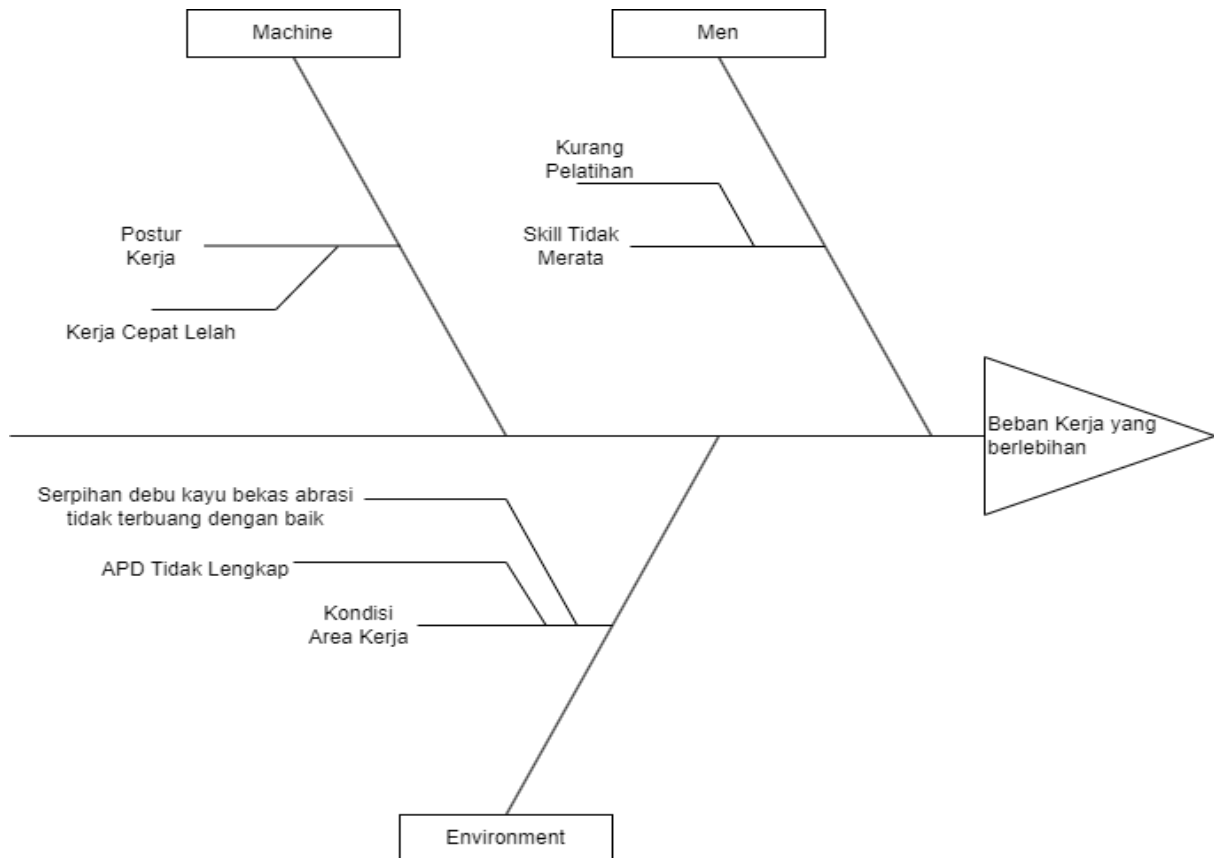 Machine
Men
Kurang
Pelatihan
Postur
Kerja
Skill Tidak
Merata
Kerja Cepat Lelah
Beban Kerja yang
berlebihan
Serpihan debu kayu bekas abrasi
tidak terbuang dengan baik
APD Tidak Lengkap
Kondisi
Area Kerja
Environment